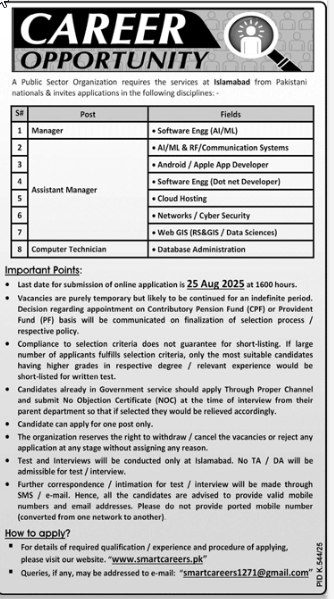 CAREER
OPPORTUNITY
A Public Sector Organization requires the services at Islamabad from Pakistani
nationals & invites applications in the following disciplines: -
S# Post Fields
1 Manager • Software Engg (AI/ML)
2 • AI/ML & RF/Communication Systems
3 • Android / Apple App Developer
4 • Software Engg (Dot net Developer)
Assistant Manager
5 • Cloud Hosting
6 • Networks / Cyber Security
7 • Web GIS (RS&GIS / Data Sciences)
8 Computer Technician • Database Administration
Important Points:
• Last date for submission of online application is 25 Aug 2025 at 1600 hours.
• Vacancies are purely temporary but likely to be continued for an indefinite period.
Decision regarding appointment on Contributory Pension Fund (CPF) or Provident
Fund (PF) basis will be communicated on finalization of selection process /
respective policy.
• Compliance to selection criteria does not guarantee for short-listing. If large
number of applicants fulfills selection criteria, only the most suitable candidates
having higher grades in respective degree / relevant experience would be
short-listed for written test.
• Candidates already in Government service should apply Through Proper Channel
and submit No Objection Certificate (NOC) at the time of interview from their
parent department so that if selected they would be relieved accordingly.
• Candidate can apply for one post only.
• The organization reserves the right to withdraw / cancel the vacancies or reject any
application at any stage without assigning any reason.
• Test and Interviews will be conducted only at Islamabad. No TA / DA will be
admissible for test / interview.
• Further correspondence / intimation for test / interview will be made through
SMS / e-mail. Hence, all the candidates are advised to provide valid mobile
numbers and email addresses. Please do not provide ported mobile number
(converted from one network to another).
How to apply?
▪ For details of required qualification / experience and procedure of applying,
please visit our website. "www.smartcareers.pk"
▪ Queries, if any, may be addressed to e-mail: "smartcareers1271@gmail.com"
PID K.544/25